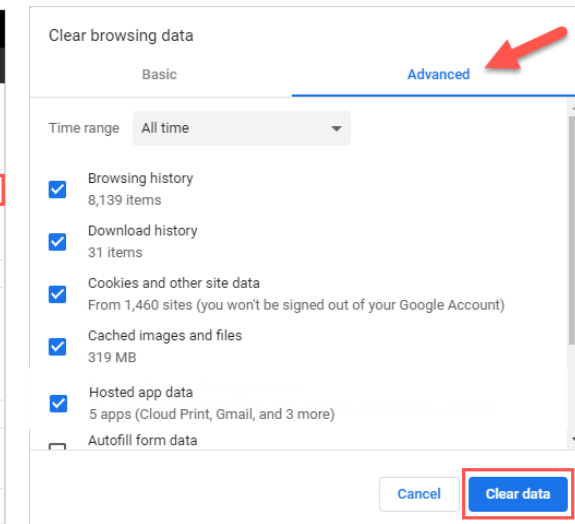 Clear browsing data
Basic
Advanced
Time range
All time
Browsing history
8,139 items
Download history
31 items
Cookies and other site data
From 1,460 sites (you won't be signed out of your Google Account)
Cached images and files
319 MB
Hosted app data
5 apps (Cloud Print, Gmail, and 3 more)
Autofill form data
Cancel
Clear data